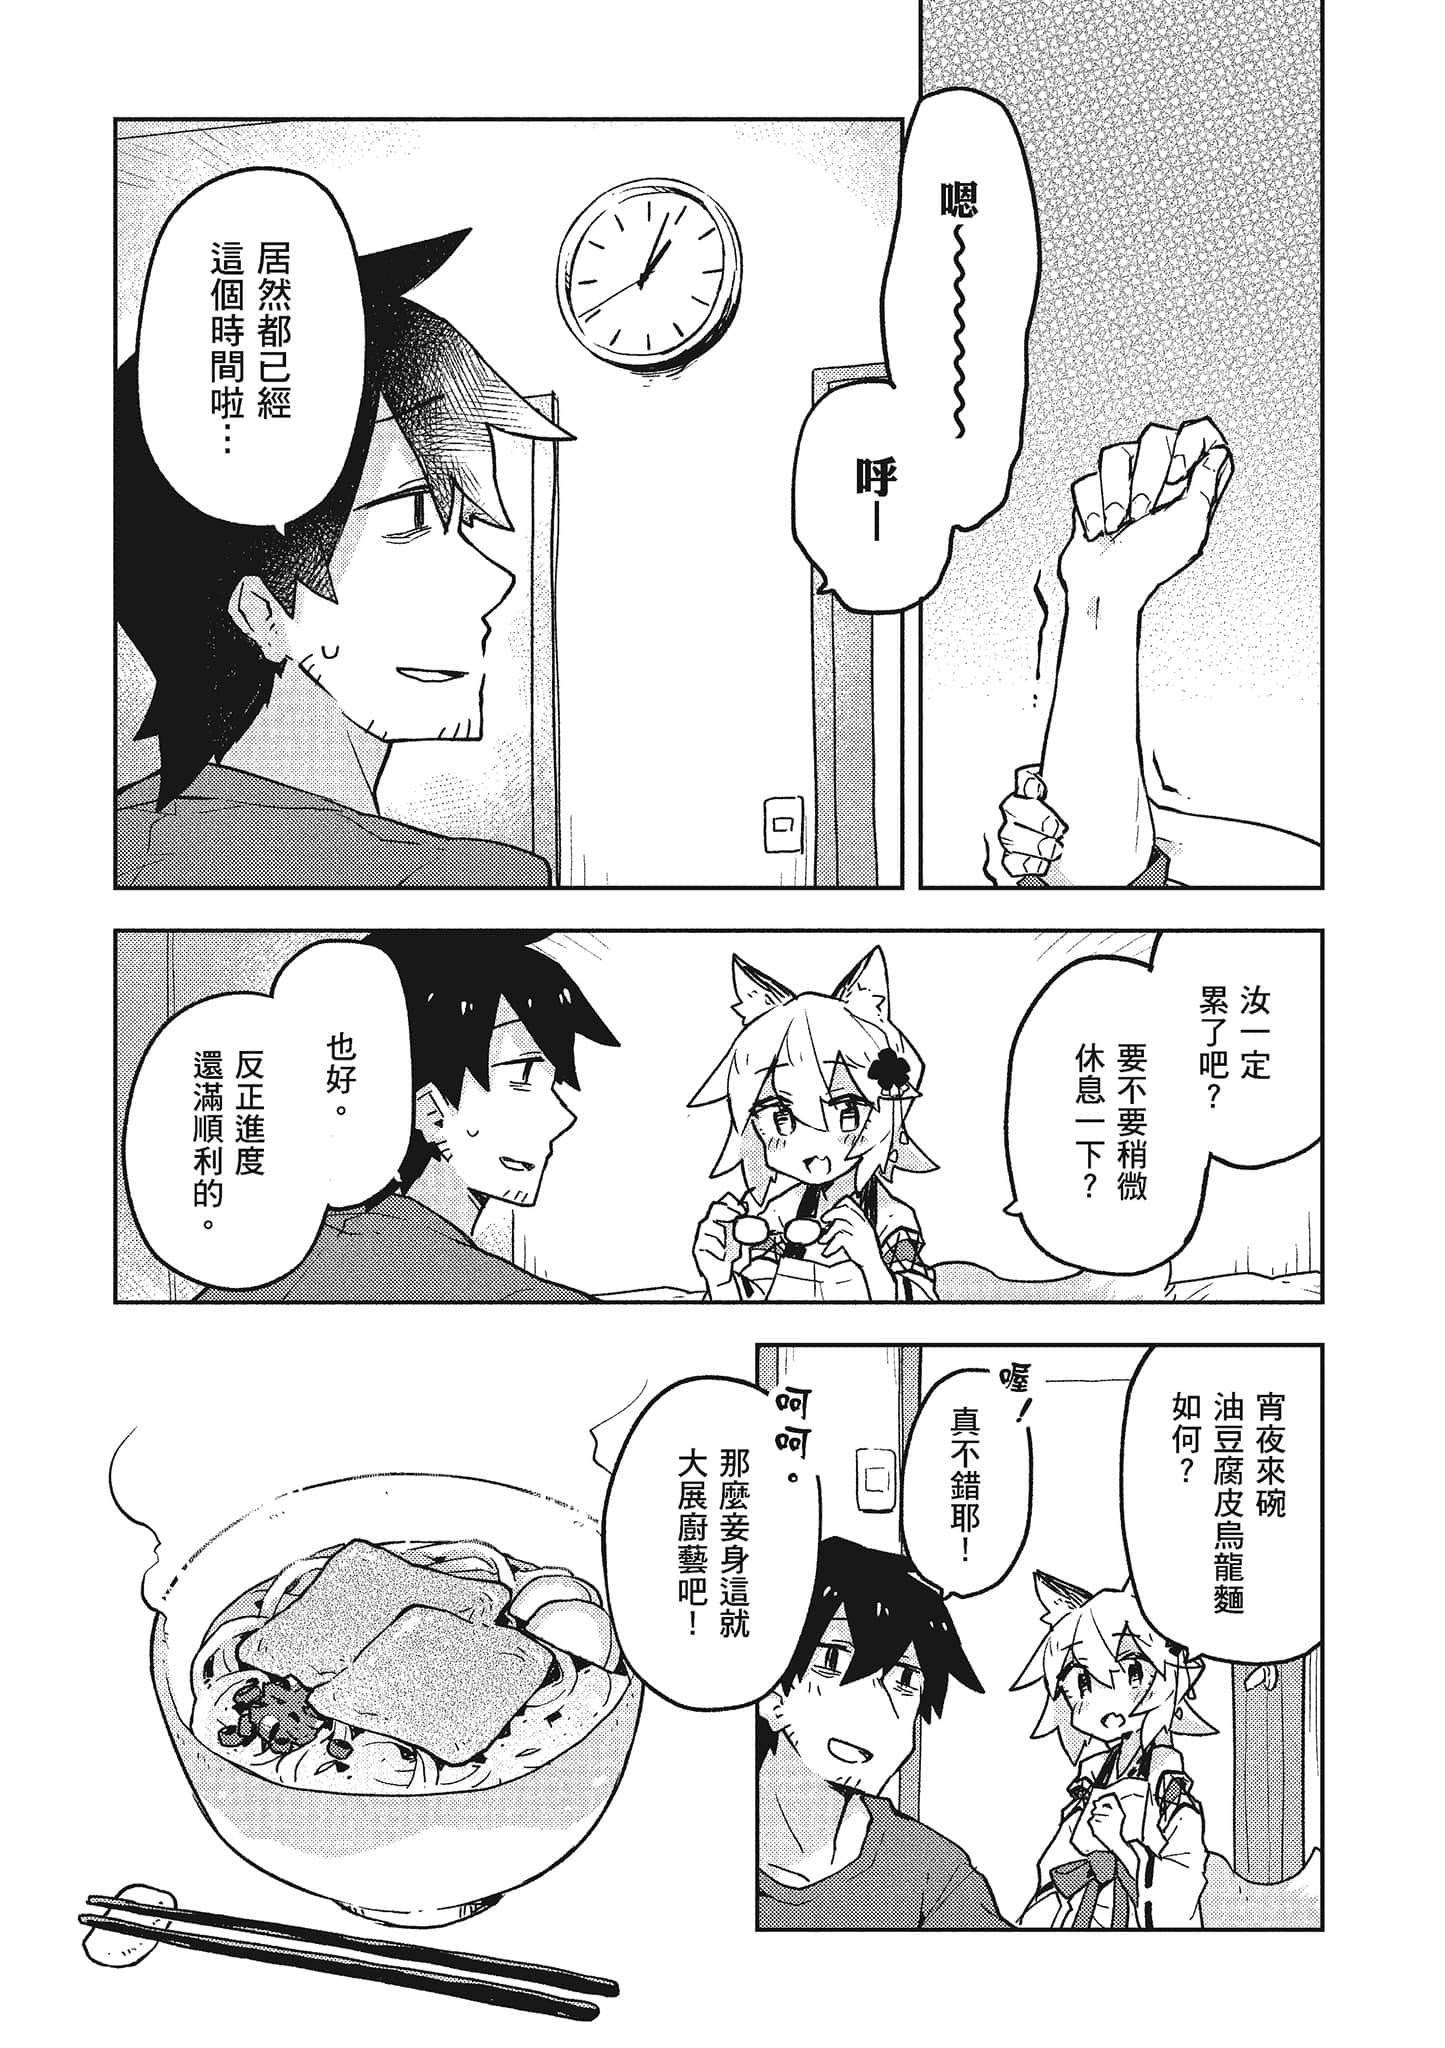 嗯～～～～～
呼—
居然都已經
這個時間啦…
汝一定
累了吧？
要不要稍微
休息一下？
也好。
反正進度
還滿順利的。
宵夜來碗
油豆腐皮烏龍麵
如何？
喔！
真不錯耶！
呵呵。
那麼妾身這就
大展廚藝吧！